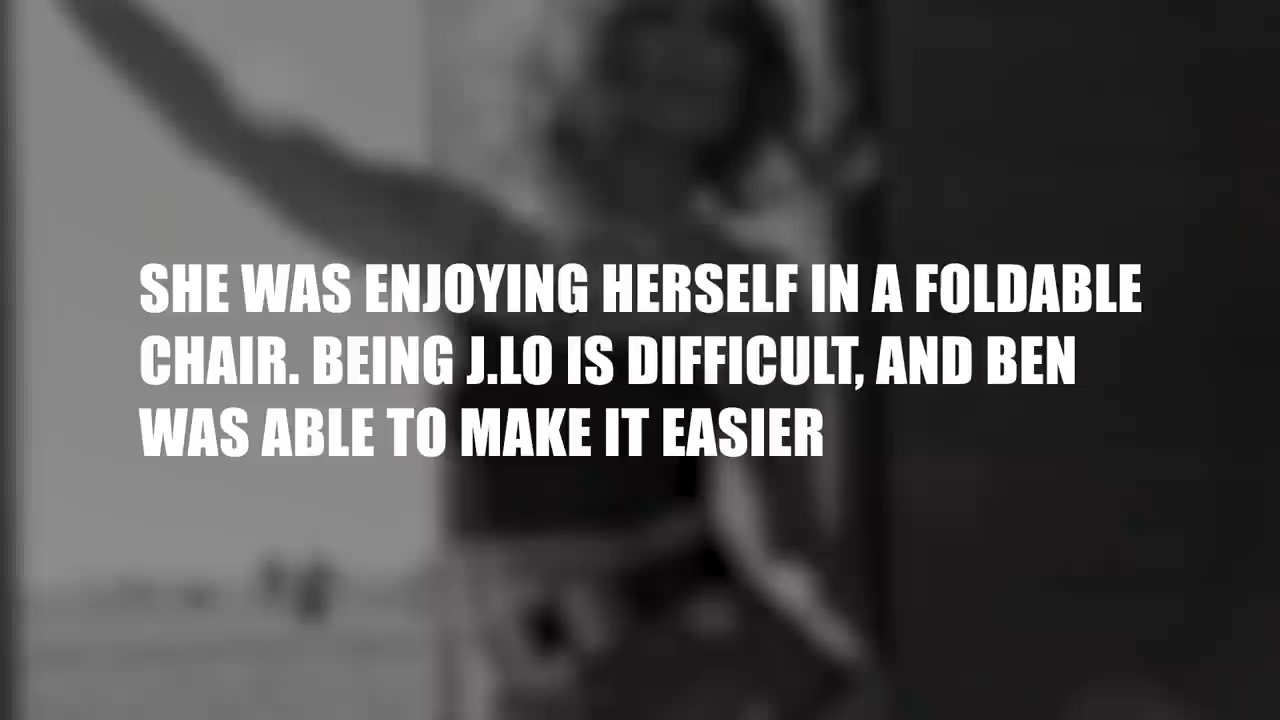 SHE WAS ENJOYING HERSELF IN A FOLDABLE
CHAIR. BEING J.LO IS DIFFICULT, AND BEN
WAS ABLE TO MAKE IT EASIER